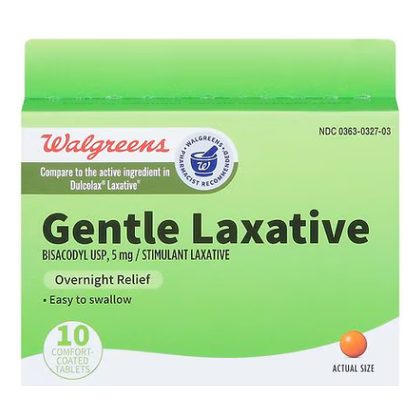 Walgreens
NDC 0363-0327-03
Compare to the active ingredient in
Dulcolax® Laxative†
WALGREENS
PHARMACIST RECOMMENDED
W
Gentle Laxative
BISACODYL USP, 5 mg / STIMULANT LAXATIVE
Overnight Relief
• Easy to swallow
10
COMFORT-
COATED
TABLETS
ACTUAL SIZE